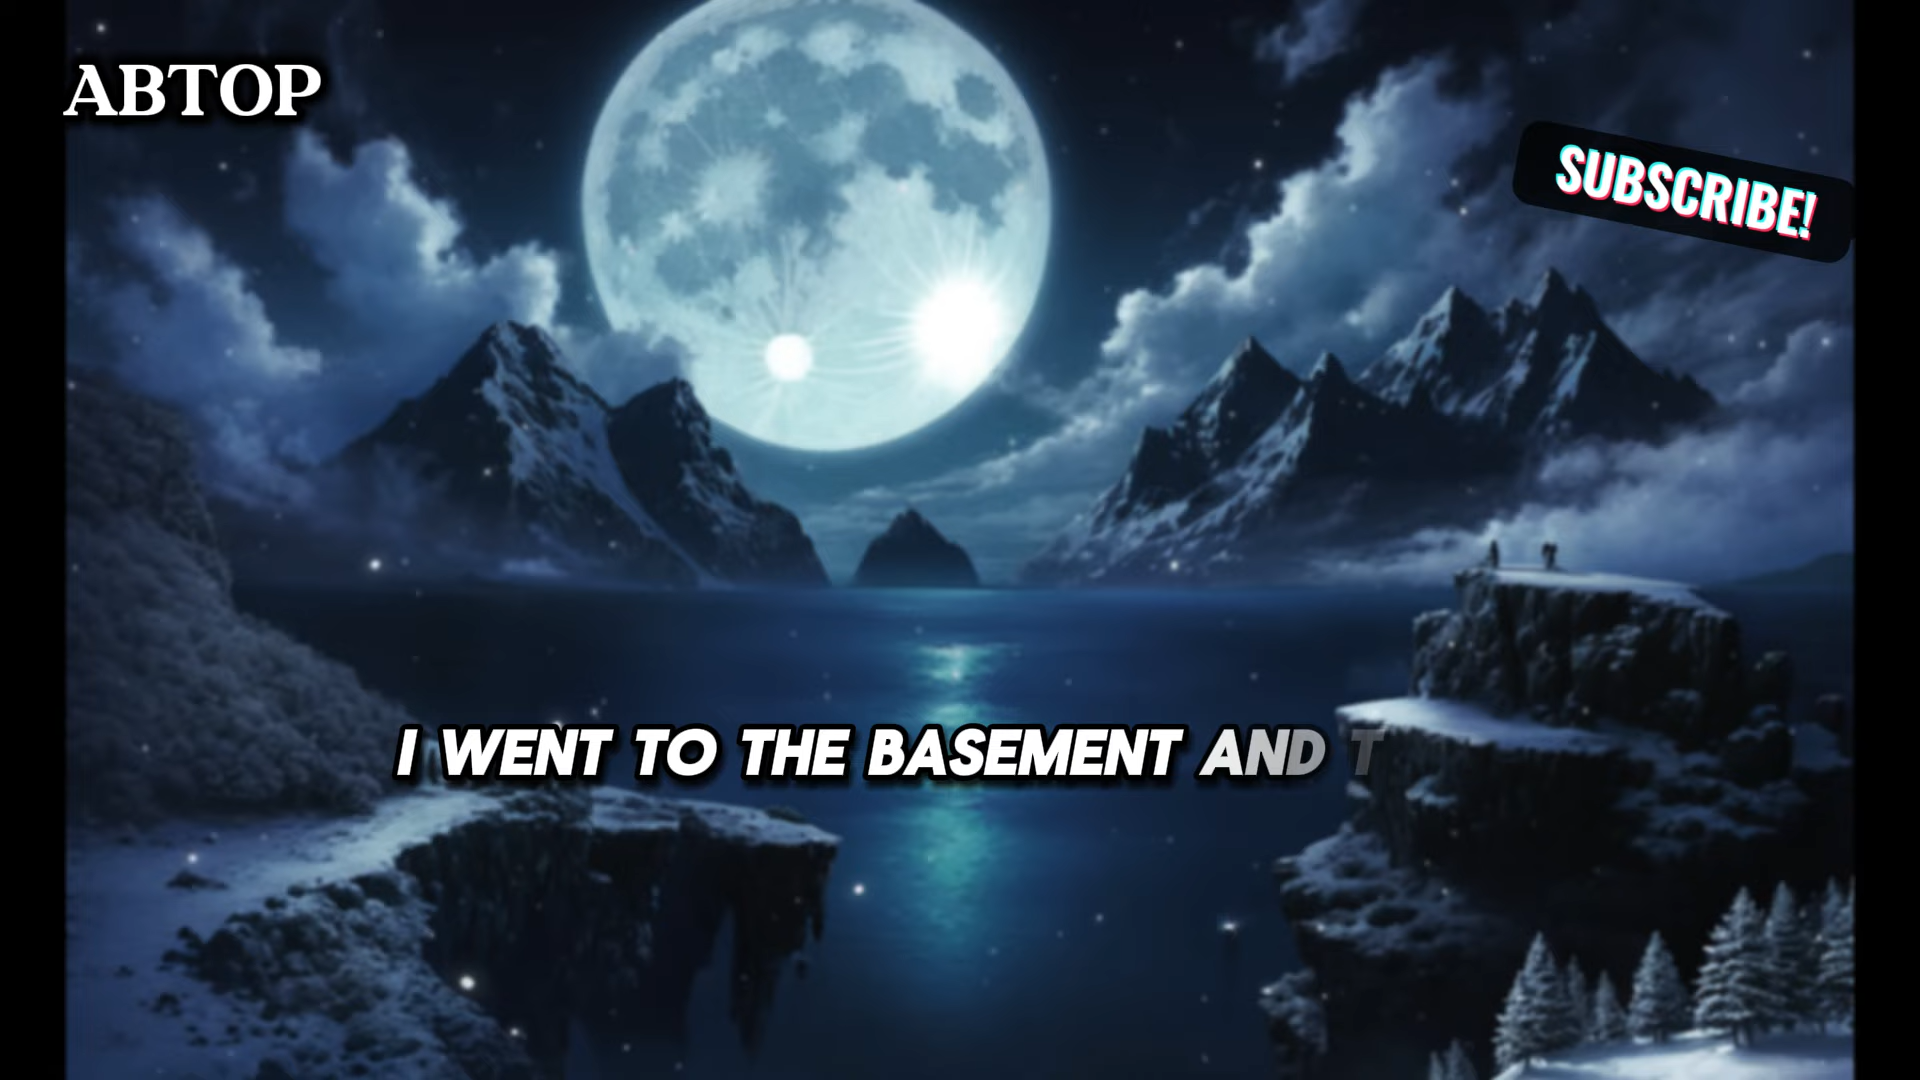 АВТОР
SUBSCRIBE!
I WENT TO THE BASEMENT AND T